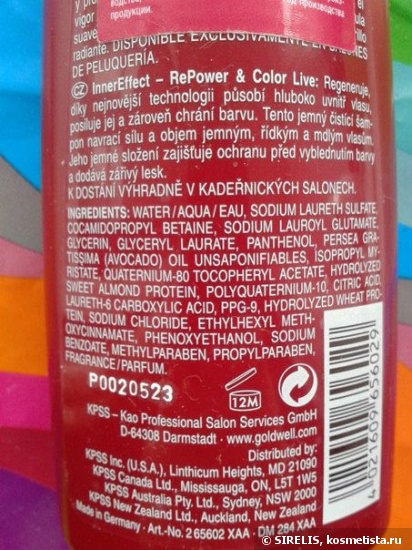 родство,
продукции.
од производства
suave
radiante. DISPONIBLE EXCLUSIVAMENTE EN SALONES
DE PELUQUERÍA.
CZ InnerEffect – RePower & Color Live: Regeneruje,
díky nejnovější technologii působí hluboko uvnitř vlasu,
posiluje jej a zároveň chrání barvu. Tento jemný čistící šam-
pon navrací sílu a objem jemným, řídkým a mdlým vlasům.
Jeho jemné složení zajišťuje ochranu před vyblednutím barvy
a dodává zářivý lesk.
K DOSTÁNÍ VÝHRADNĚ V KADEŘNICKÝCH SALONECH.
INGREDIENTS: WATER/AQUA/EAU, SODIUM LAURETH SULFATE,
COCAMIDOPROPYL BETAINE, SODIUM LAUROYL GLUTAMATE,
GLYCERIN, GLYCERYL LAURATE, PANTHENOL, PERSEA GRA-
TISSIMA (AVOCADO) OIL UNSAPONIFIABLES, ISOPROPYL MY-
RISTATE, QUATERNIUM-80 TOCOPHERYL ACETATE, HYDROLYZED
SWEET ALMOND PROTEIN, POLYQUATERNIUM-10, CITRIC ACID,
LAURETH-6 CARBOXYLIC ACID, PPG-9, HYDROLYZED WHEAT PRO-
TEIN, SODIUM CHLORIDE, ETHYLHEXYL METH-
OXYCINNAMATE, PHENOXYETHANOL, SODIUM
BENZOATE, METHYLPARABEN, PROPYLPARABEN,
FRAGRANCE/PARFUM.
P0020523
12M
KPSS – Kao Professional Salon Services GmbH
D-64308 Darmstadt · www.goldwell.com
Distributed by:
KPSS Inc. (U.S.A.), Linthicum Heights, MD 21090
KPSS Canada Ltd., Mississauga, ON, L5T 1W5
KPSS Australia Pty. Ltd., Sydney, NSW 2000
KPSS New Zealand Ltd., Auckland, New Zealand
Made in Germany · Art.-No. 2 65602 XAA · DM 284 XAA
4 021609 656029
© SIRELIS, kosmetista.ru